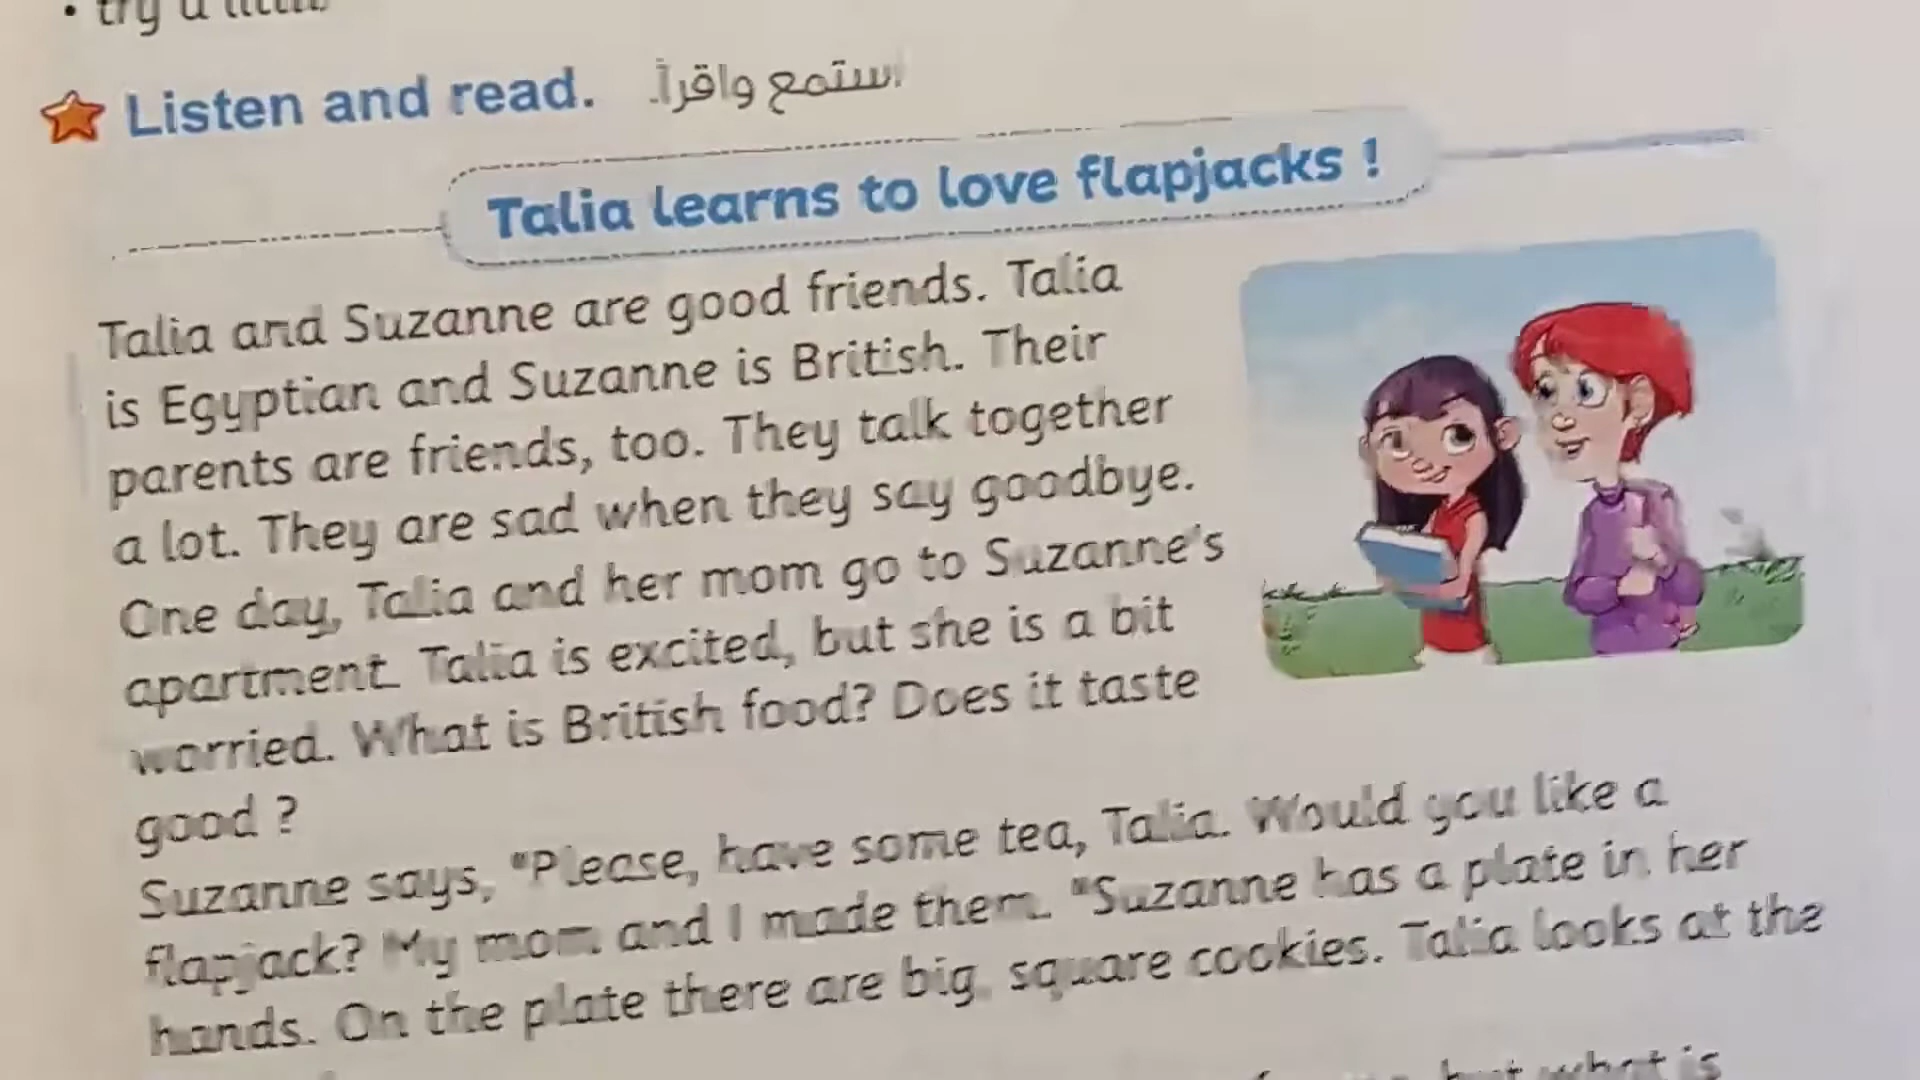 • try a little
Listen and read. استمع واقرأ.
Talia learns to love flapjacks !
Talia and Suzanne are good friends. Talia
is Egyptian and Suzanne is British. Their
parents are friends, too. They talk together
a lot. They are sad when they say goodbye.
One day, Talia and her mom go to Suzanne's
apartment. Talia is excited, but she is a bit
worried. What is British food? Does it taste
good ?
Suzanne says, "Please, have some tea, Talia. Would you like a
flapjack? My mom and I made them. "Suzanne has a plate in her
hands. On the plate there are big, square cookies. Talia looks at the
but what is